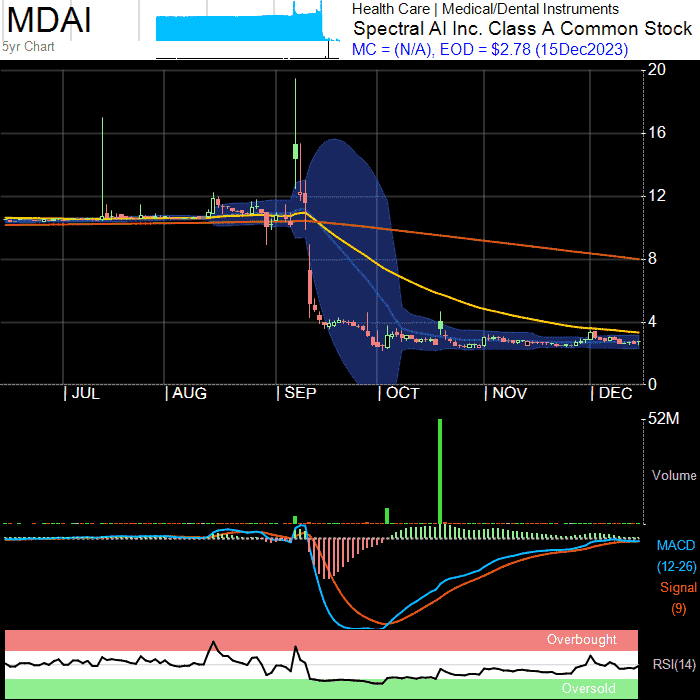 MDAI
5yr Chart
Health Care | Medical/Dental Instruments
Spectral AI Inc. Class A Common Stock
MC = (N/A), EOD = $2.78 (15Dec2023)
20
16
12
8
4
0
| JUL | AUG | SEP | OCT | NOV | DEC
52M
Volume
MACD
(12-26)
Signal
(9)
Overbought
RSI(14)
Oversold